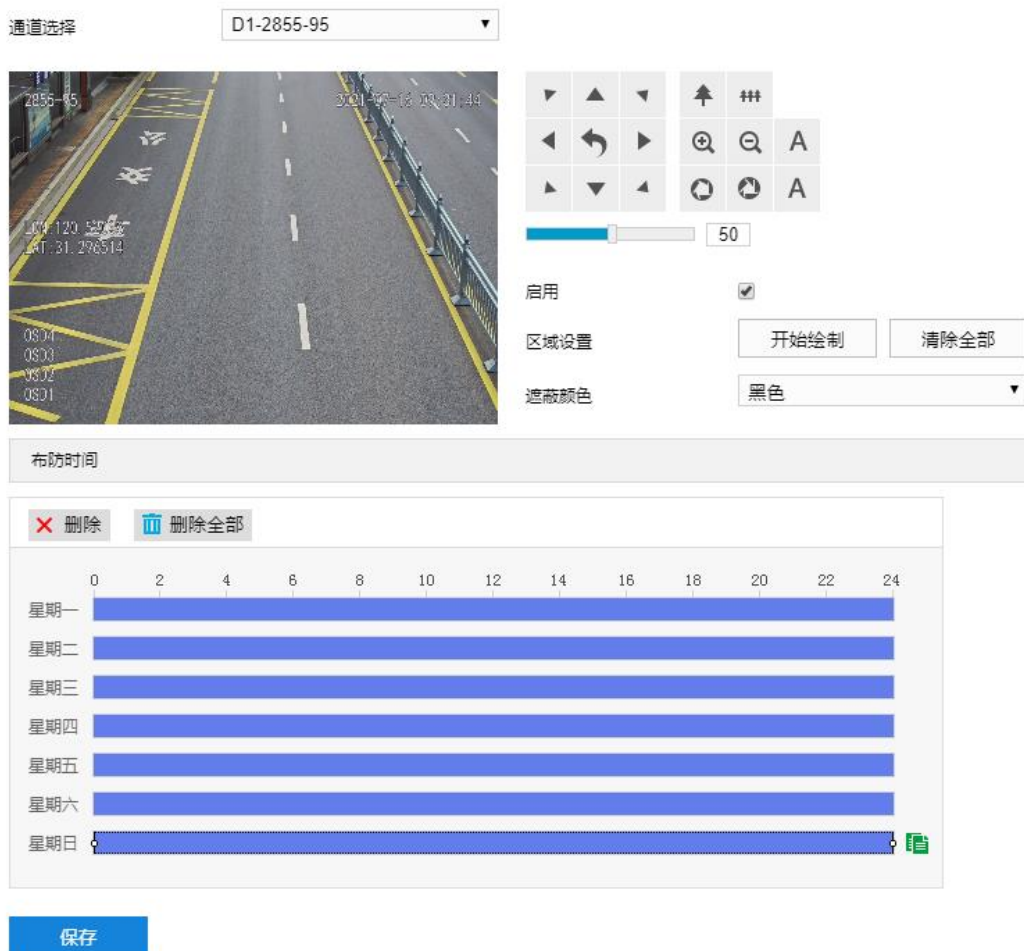 通道选择
D1-2855-95
2855-95
启用
50
区域设置
开始绘制
清除全部
遮蔽颜色
黑色
LAT:31.296514
OSD4
OSD3
OSD2
OSD1
布防时间
删除
删除全部
0 2 4 6 8 10 12 14 16 18 20 22 24
星期一
星期二
星期三
星期四
星期五
星期六
星期日
保存